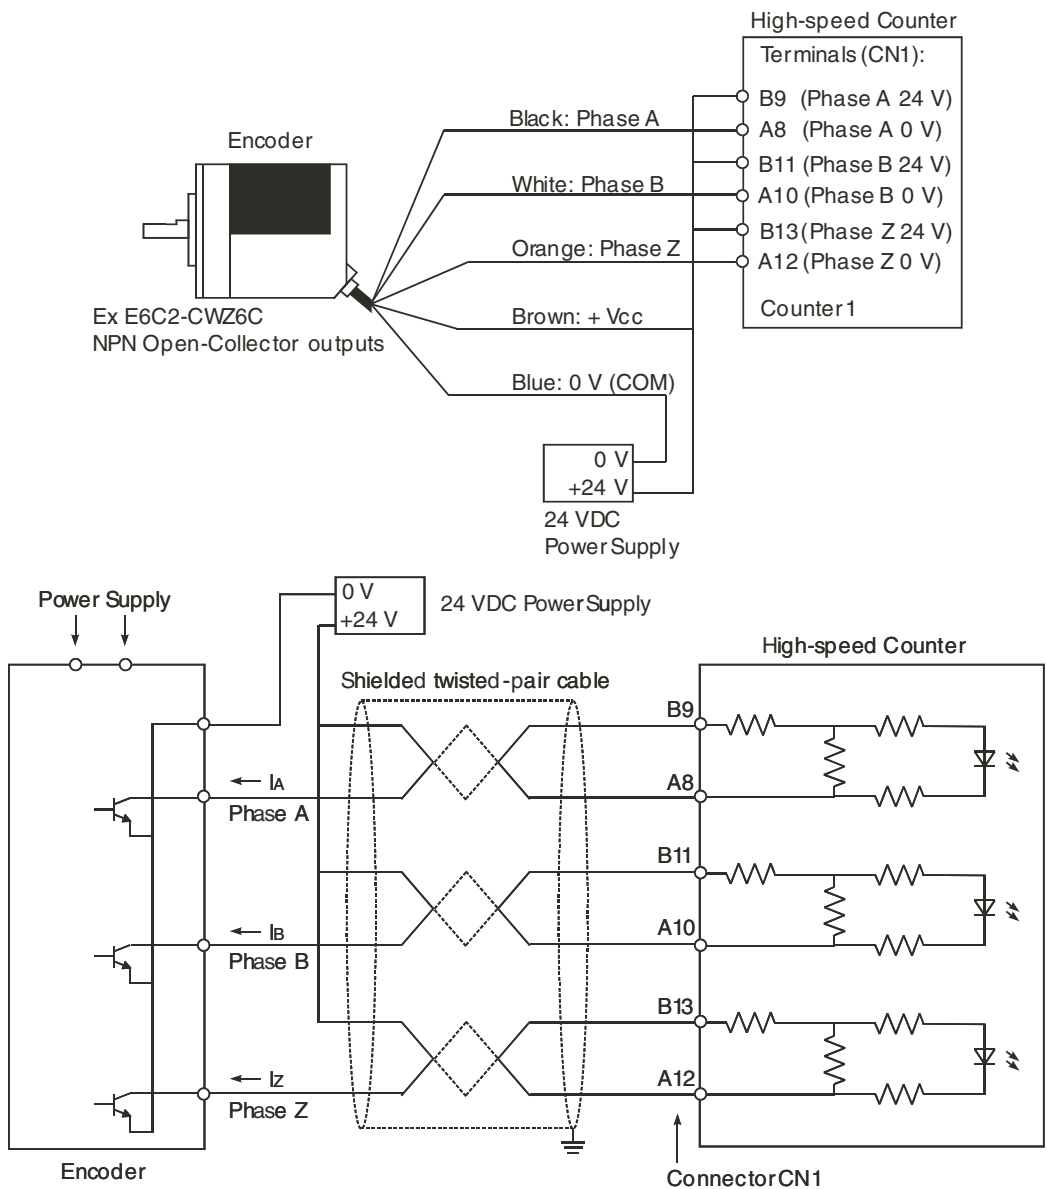 High-speed Counter
Terminals (CN1):
B9 (Phase A 24 V)
Black: Phase A
A8 (Phase A 0 V)
Encoder
B11 (Phase B 24 V)
White: Phase B
A10 (Phase B 0 V)
B13 (Phase Z 24 V)
Orange: Phase Z
A12 (Phase Z 0 V)
Ex E6C2-CWZ6C
NPN Open-Collector outputs
Brown: + Vcc
Counter 1
Blue: 0 V (COM)
0 V
+24 V
24 VDC
Power Supply
Power Supply
0 V
+24 V
24 VDC Power Supply
High-speed Counter
Shielded twisted-pair cable
B9
IA
A8
Phase A
B11
IB
A10
Phase B
B13
IZ
A12
Phase Z
Encoder
Connector CN1